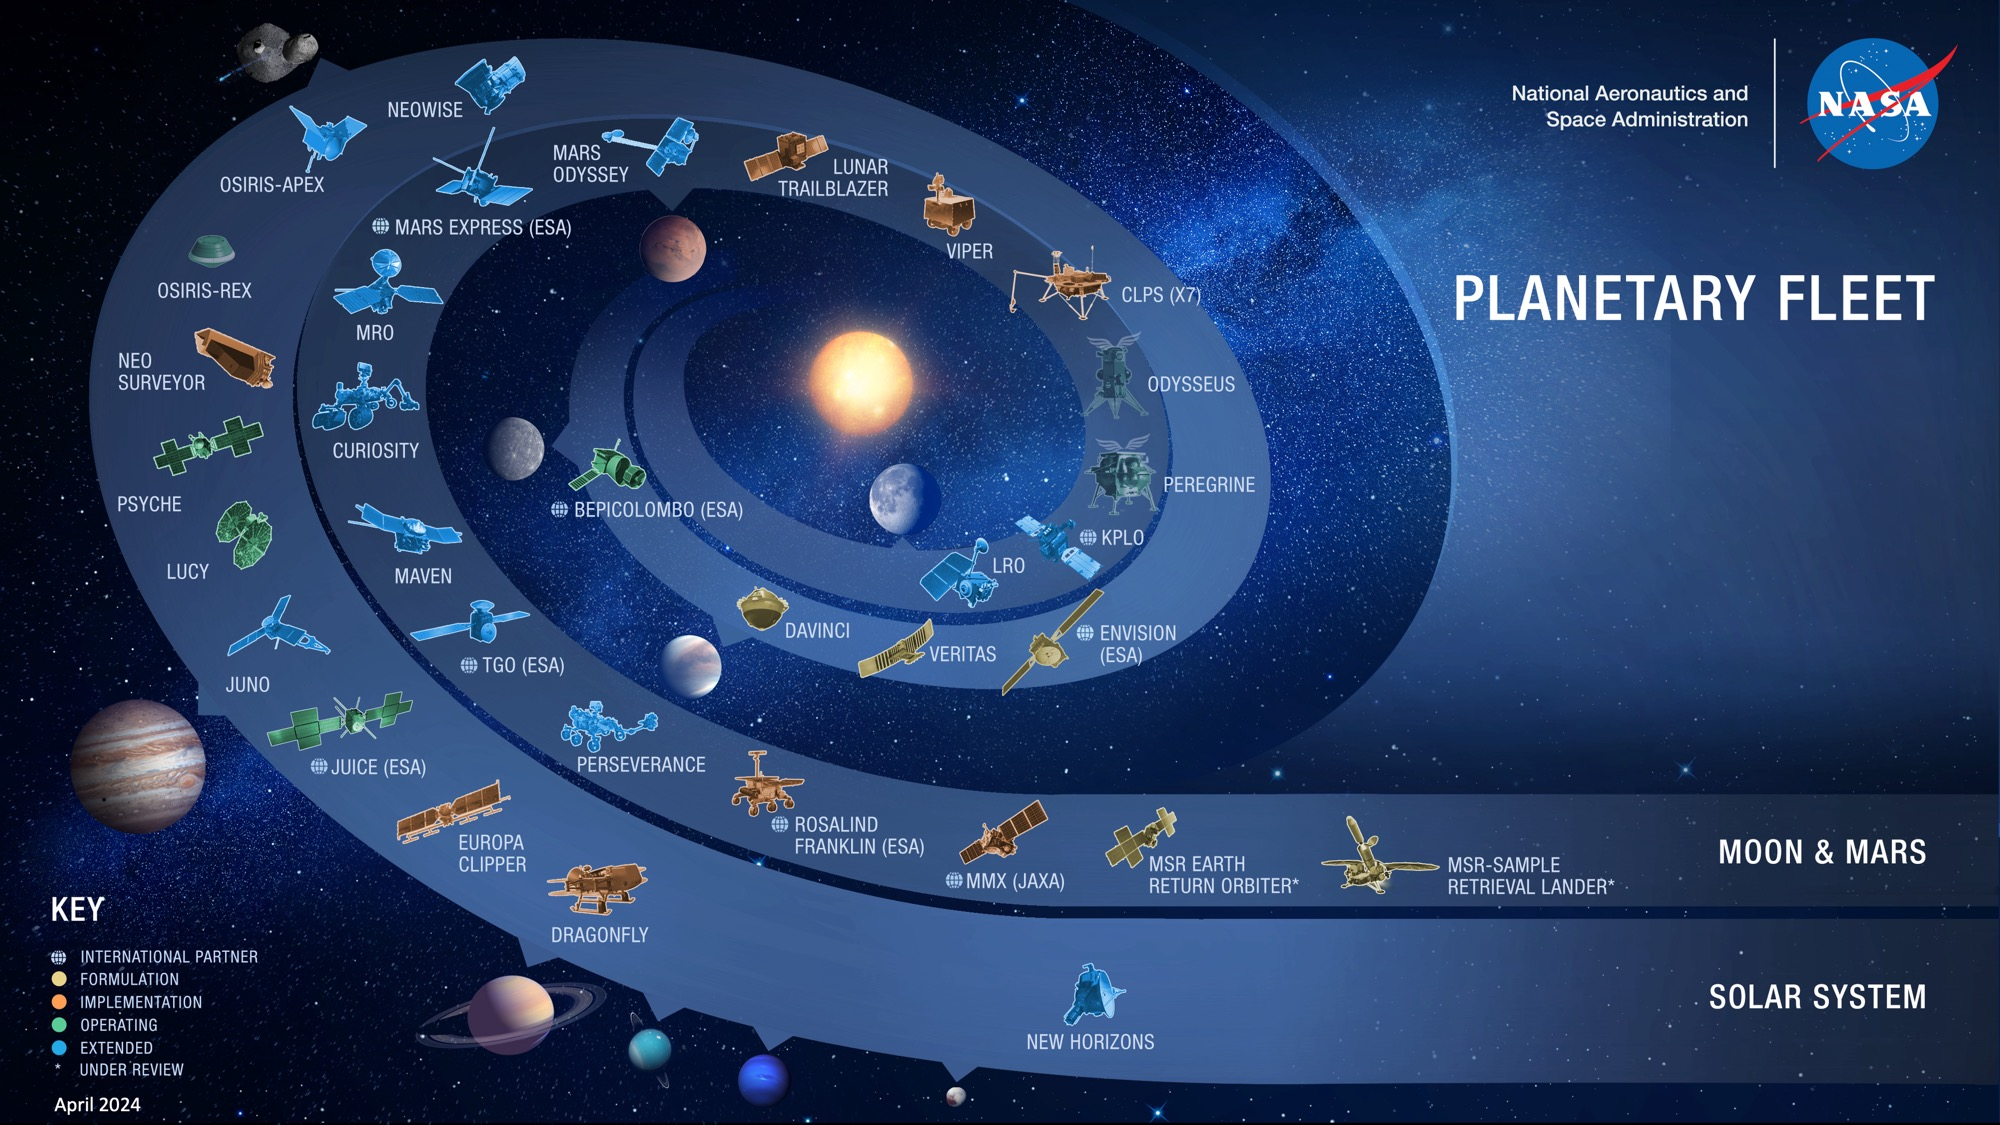 National Aeronautics and
Space Administration
NASA
PLANETARY FLEET
NEOWISE
OSIRIS-APEX
MARS
ODYSSEY
LUNAR
TRAILBLAZER
MARS EXPRESS (ESA)
VIPER
OSIRIS-REX
CLPS (X7)
MRO
NEO
SURVEYOR
ODYSSEUS
CURIOSITY
PEREGRINE
PSYCHE
BEPICOLOMBO (ESA)
KPLO
LUCY
MAVEN
LRO
DAVINCI
VERITAS
ENVISION
(ESA)
TGO (ESA)
JUNO
JUICE (ESA)
PERSEVERANCE
EUROPA
CLIPPER
ROSALIND
FRANKLIN (ESA)
MMX (JAXA)
MSR EARTH
RETURN ORBITER*
MSR-SAMPLE
RETRIEVAL LANDER*
MOON & MARS
DRAGONFLY
NEW HORIZONS
SOLAR SYSTEM
KEY
INTERNATIONAL PARTNER
FORMULATION
IMPLEMENTATION
OPERATING
EXTENDED
* UNDER REVIEW
April 2024